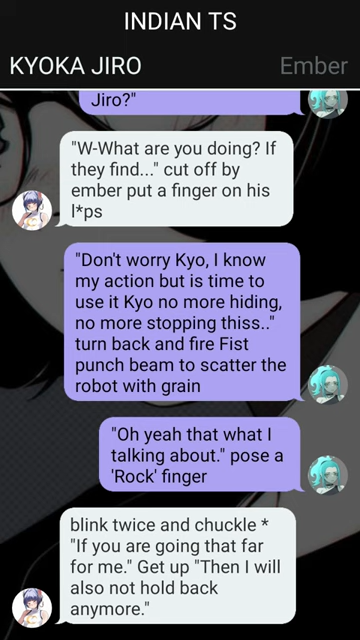 INDIAN TS
KYOKA JIRO
Ember
Jiro?"
"W-What are you doing? If
they find..." cut off by
ember put a finger on his
l*ps
"Don't worry Kyo, I know
my action but is time to
use it Kyo no more hiding,
no more stopping thiss.."
turn back and fire Fist
punch beam to scatter the
robot with grain
"Oh yeah that what I
talking about." pose a
'Rock' finger
blink twice and chuckle *
"If you are going that far
for me." Get up "Then I will
also not hold back
anymore."